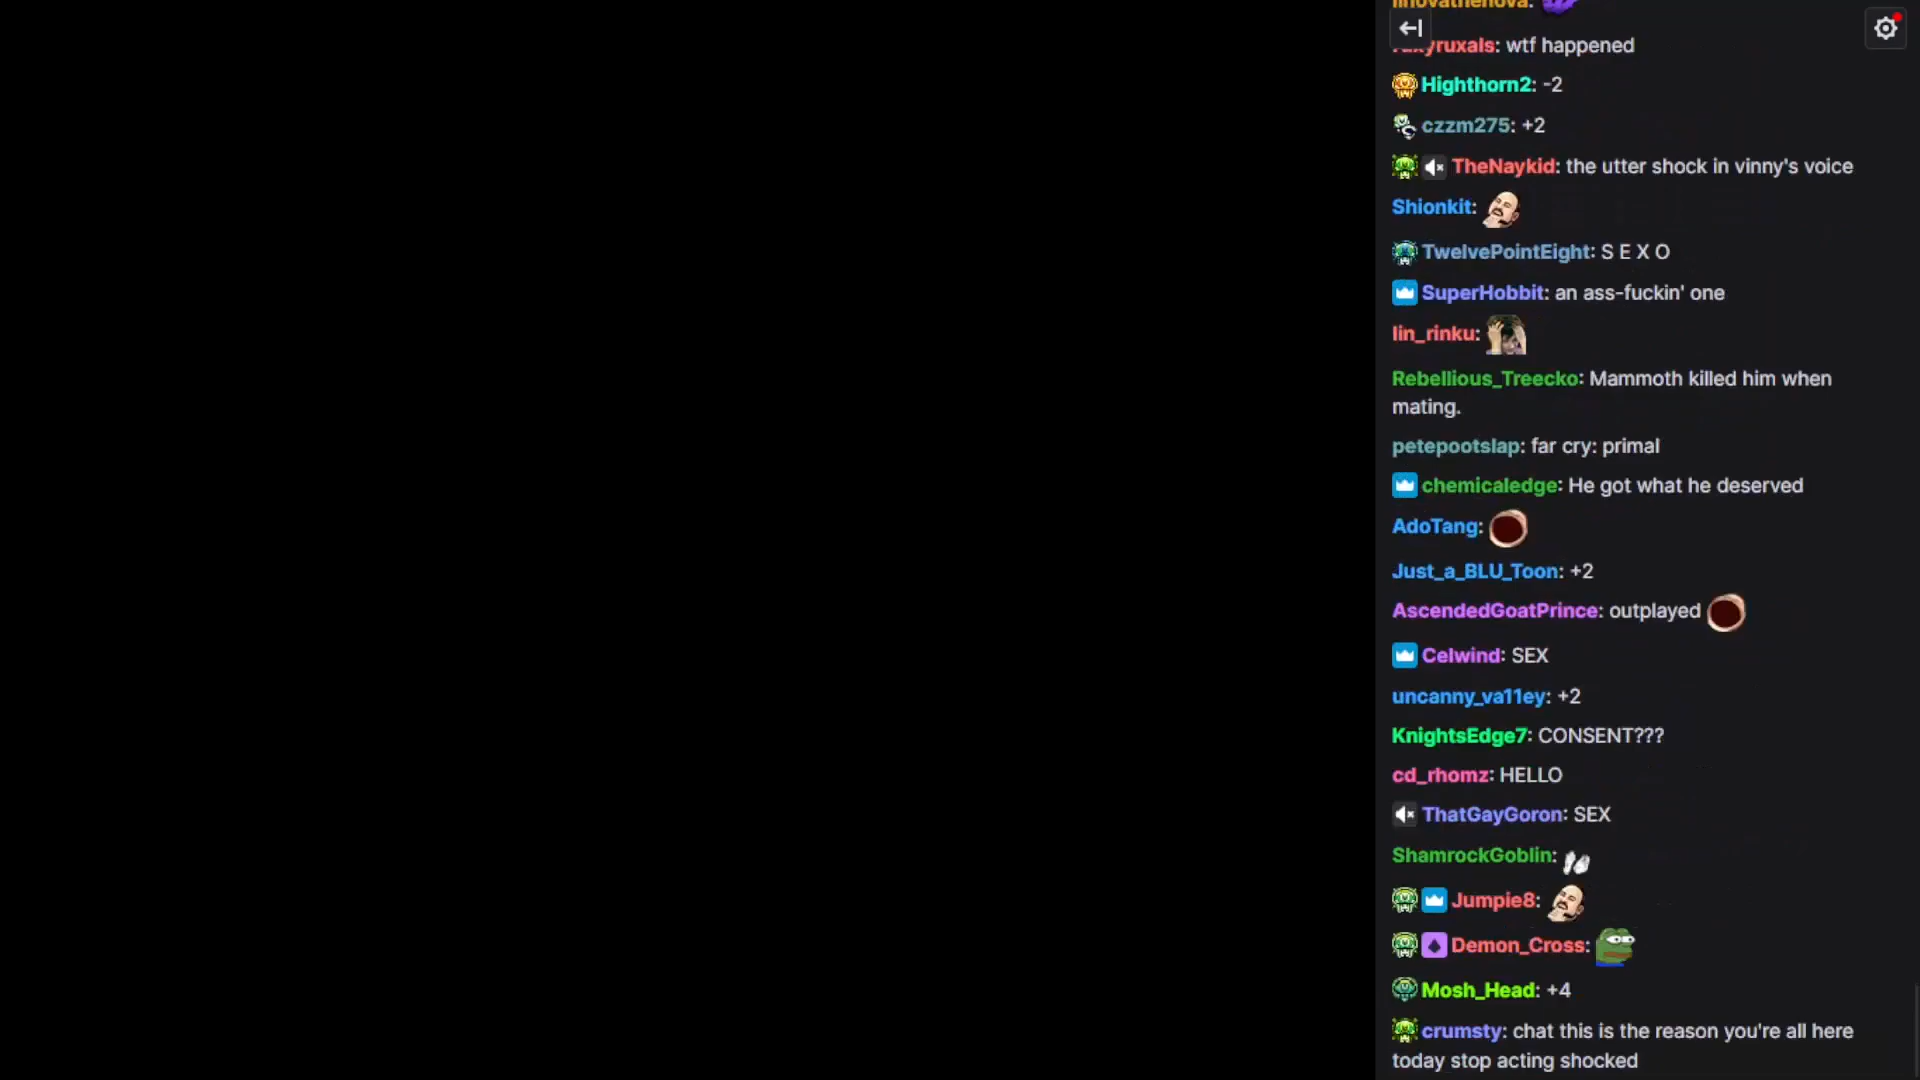 wtf happened
Highthorn2: -2
czzm275: +2
TheNaykid: the utter shock in vinny's voice
Shionkit:
TwelvePointEight: S E X O
SuperHobbit: an ass-fuckin' one
lin_rinku:
Rebellious_Treecko: Mammoth killed him when
mating.
petepootslap: far cry: primal
chemicaledge: He got what he deserved
AdoTang:
Just_a_BLU_Toon: +2
AscendedGoatPrince: outplayed
Celwind: SEX
uncanny_va11ey: +2
KnightsEdge7: CONSENT???
cd_rhomz: HELLO
ThatGayGoron: SEX
ShamrockGoblin:
Jumpie8:
Demon_Cross:
Mosh_Head: +4
crumsty: chat this is the reason you're all here
today stop acting shocked